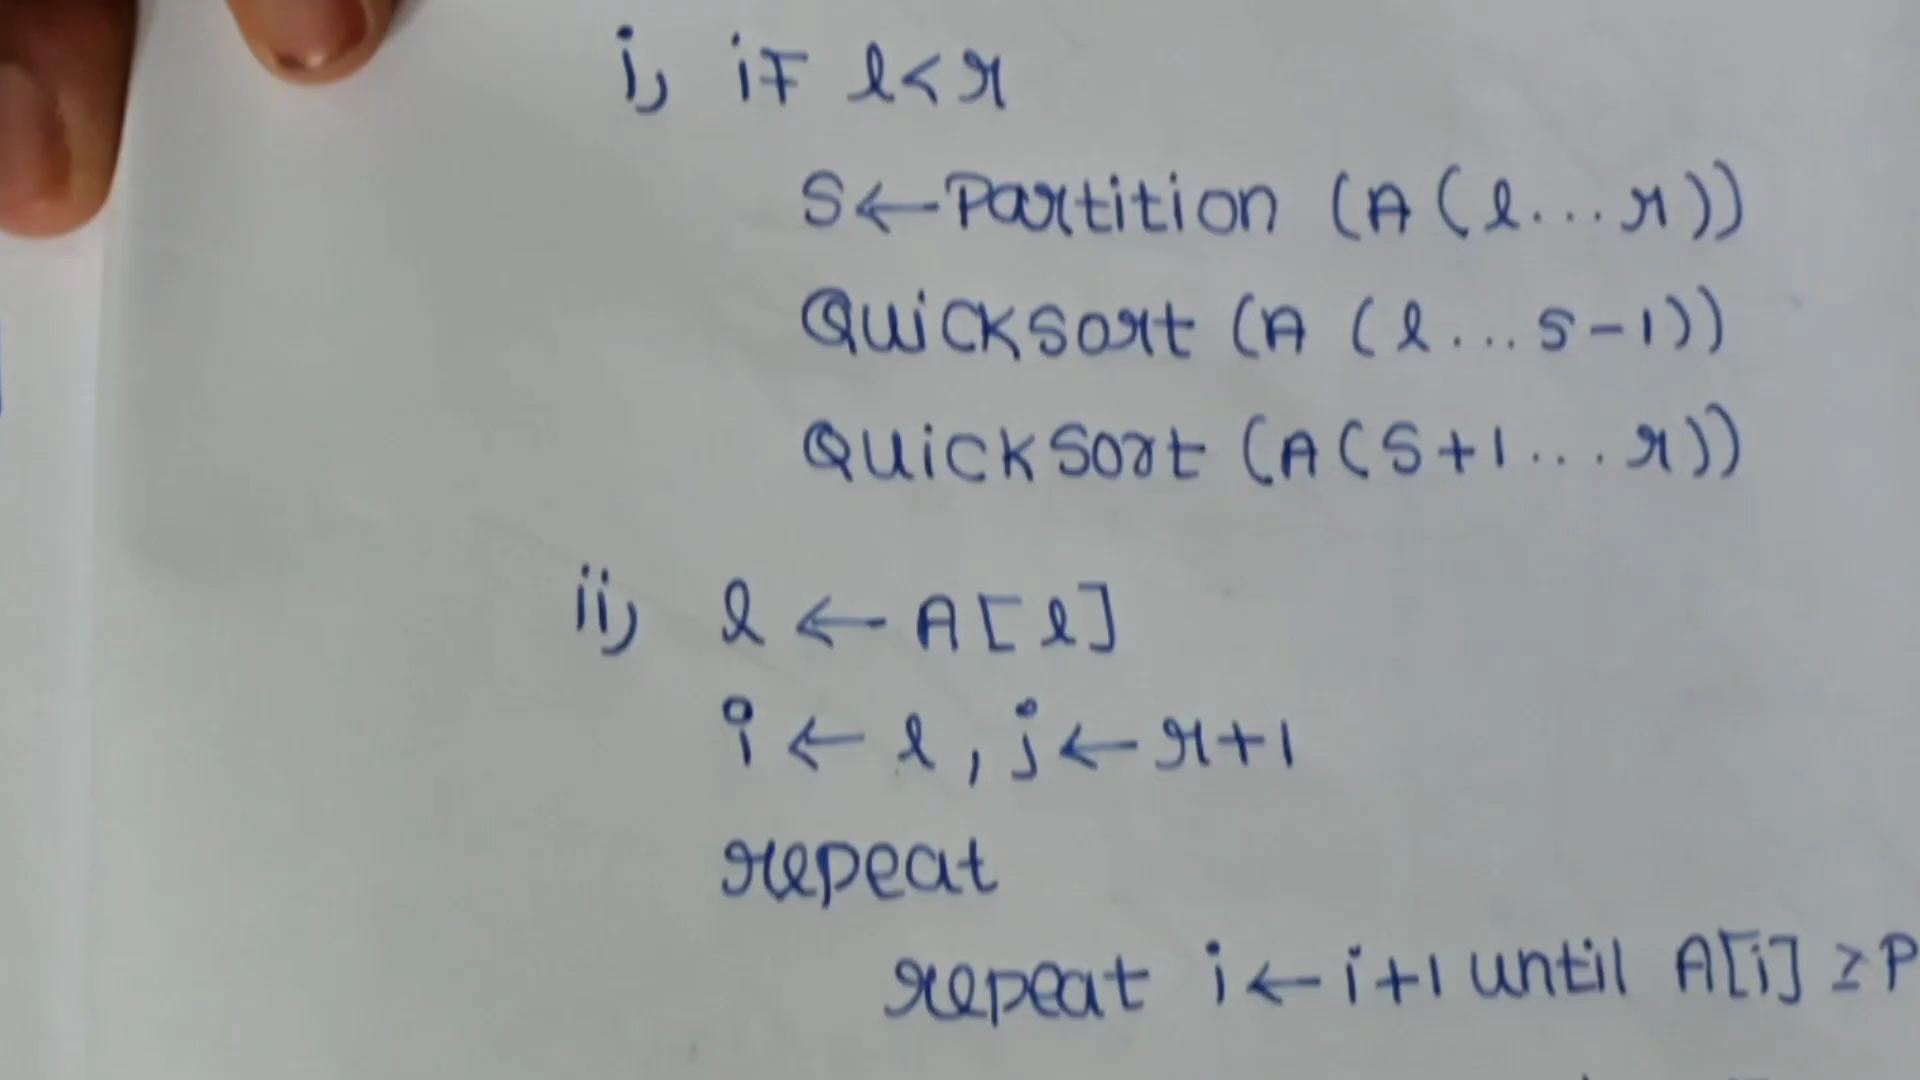 i, iF l<r
S←Partition (A (l...r))
Quicksort (A (l...s-1))
Quicksort (A(S+1...r))
ii, l ← A[l]
i ← l, j←r+1
repeat
repeat i←i+1 until A[i] ≥P